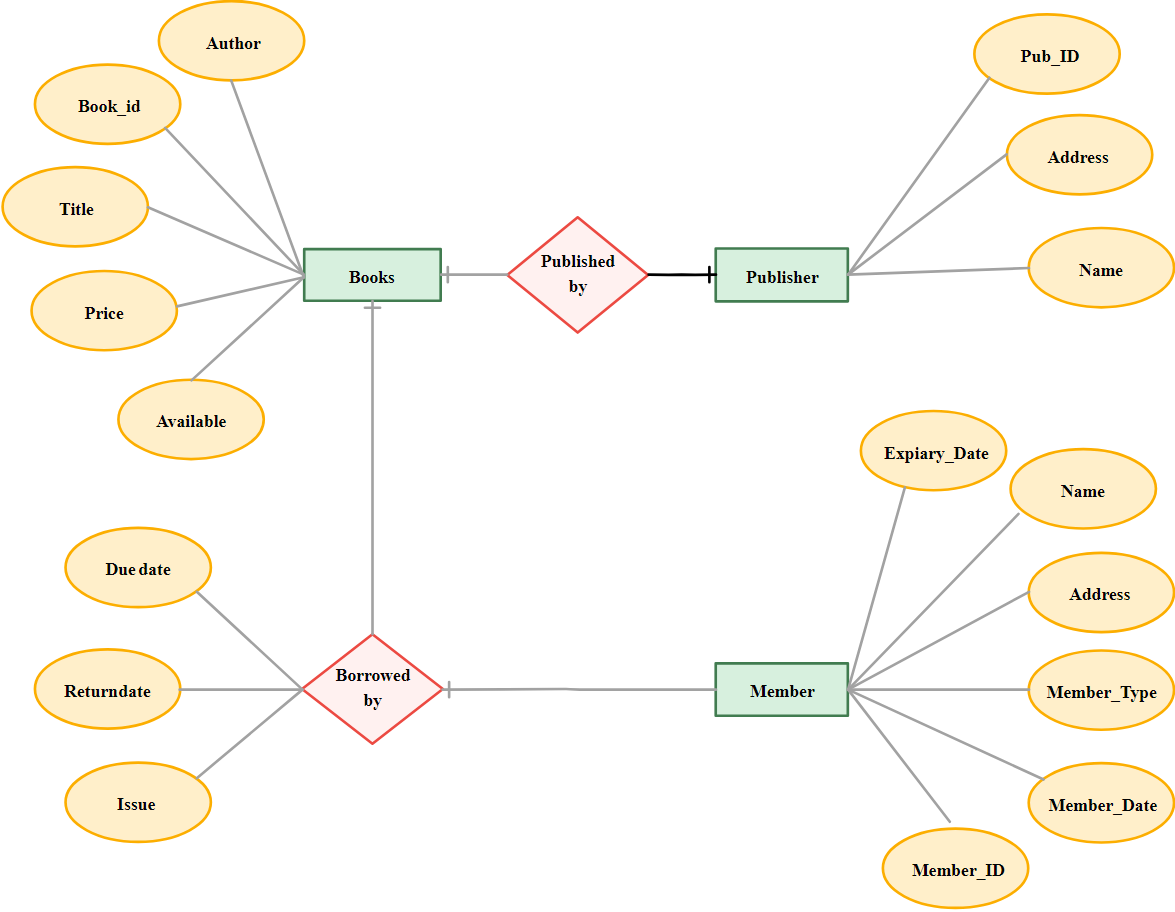 Author
Book_id
Title
Price
Available
Books
Published
by
Publisher
Pub_ID
Address
Name
Due date
Returndate
Issue
Borrowed
by
Member
Expiary_Date
Name
Address
Member_Type
Member_Date
Member_ID